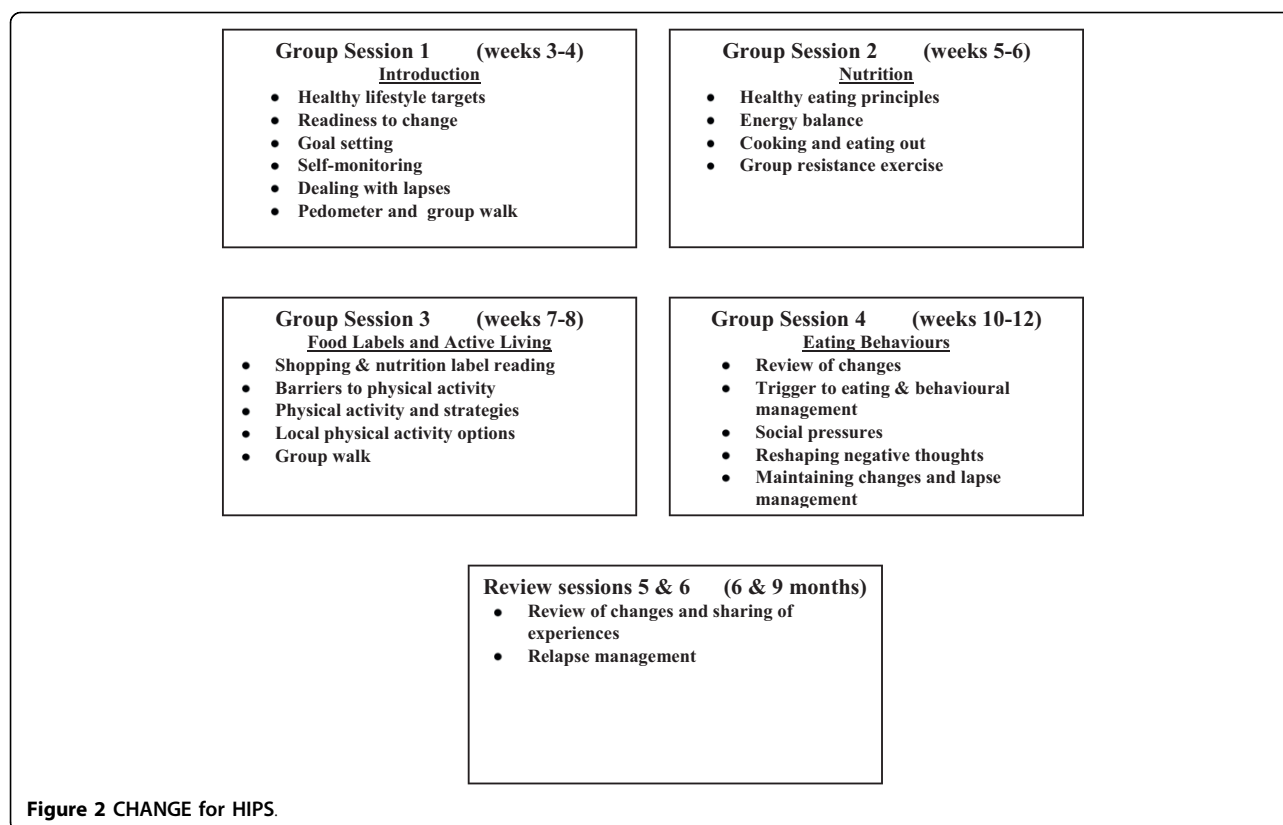 Group Session 1 (weeks 3-4)
Introduction
• Healthy lifestyle targets
• Readiness to change
• Goal setting
• Self-monitoring
• Dealing with lapses
• Pedometer and group walk
Group Session 2 (weeks 5-6)
Nutrition
• Healthy eating principles
• Energy balance
• Cooking and eating out
• Group resistance exercise
Group Session 3 (weeks 7-8)
Food Labels and Active Living
• Shopping & nutrition label reading
• Barriers to physical activity
• Physical activity and strategies
• Local physical activity options
• Group walk
Group Session 4 (weeks 10-12)
Eating Behaviours
• Review of changes
• Trigger to eating & behavioural
management
• Social pressures
• Reshaping negative thoughts
• Maintaining changes and lapse
management
Review sessions 5 & 6 (6 & 9 months)
• Review of changes and sharing of
experiences
• Relapse management
Figure 2 CHANGE for HIPS.